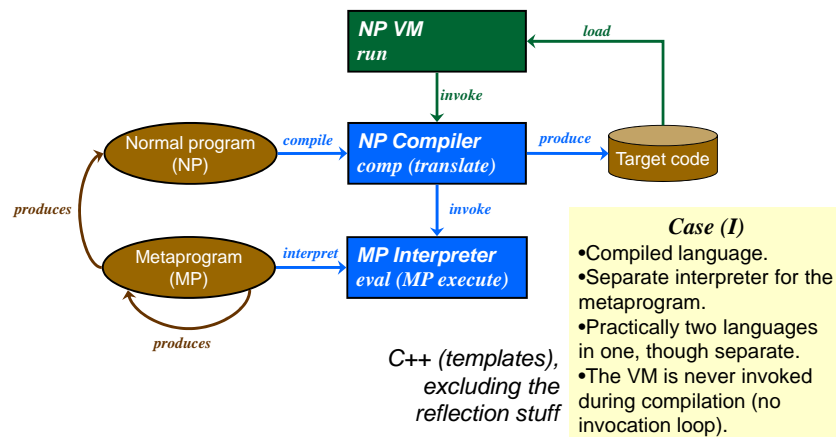 NP VM
run
load
invoke
Normal program
(NP)
compile
NP Compiler
comp (translate)
produce
Target code
produces
invoke
Metaprogram
(MP)
interpret
MP Interpreter
eval (MP execute)
produces
C++ (templates),
excluding the
reflection stuff
Case (I)
•Compiled language.
•Separate interpreter for the
metaprogram.
•Practically two languages
in one, though separate.
•The VM is never invoked
during compilation (no
invocation loop).